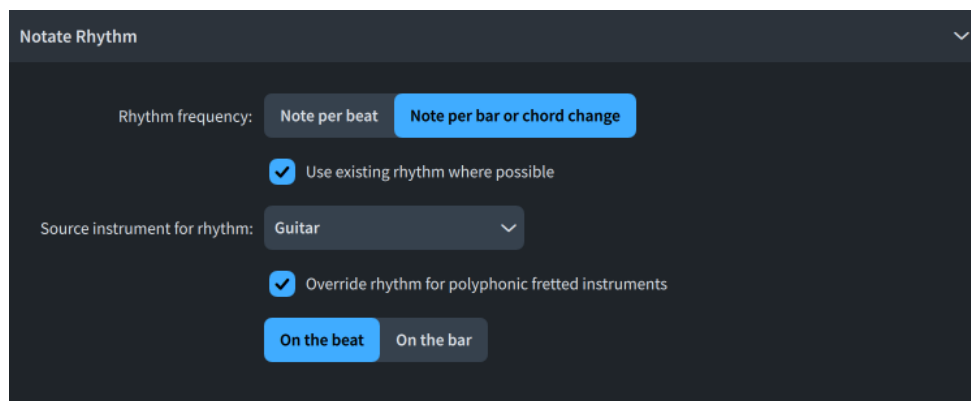 Notate Rhythm
Rhythm frequency: Note per beat Note per bar or chord change
Use existing rhythm where possible
Source instrument for rhythm: Guitar
Override rhythm for polyphonic fretted instruments
On the beat On the bar